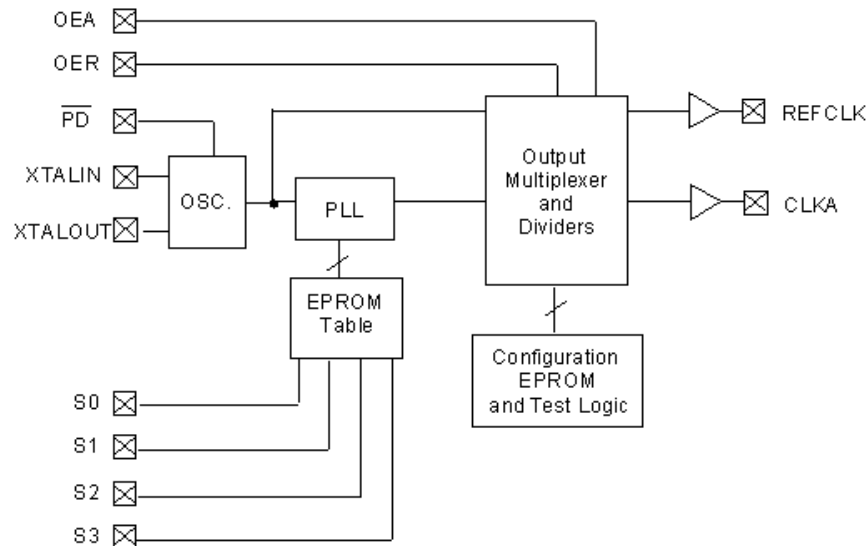 OEA
OER
PD
XTALIN
XTALOUT
OSC.
PLL
EPROM
Table
Output
Multiplexer
and
Dividers
REFCLK
CLKA
Configuration
EPROM
and Test Logic
S0
S1
S2
S3